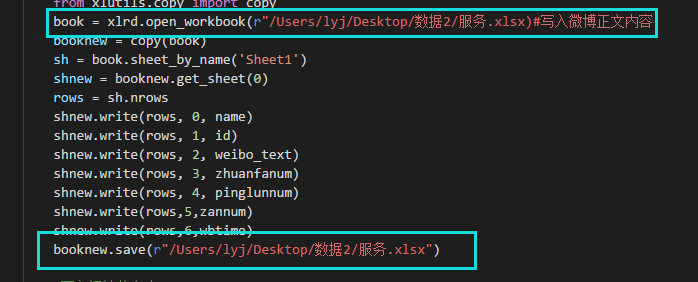 from xlutils.copy import copy
book = xlrd.open_workbook(r"/Users/lyj/Desktop/数据2/服务.xlsx)#写入微博正文内容
booknew = copy(book)
sh = book.sheet_by_name('Sheet1')
shnew = booknew.get_sheet(0)
rows = sh.nrows
shnew.write(rows, 0, name)
shnew.write(rows, 1, id)
shnew.write(rows, 2, weibo_text)
shnew.write(rows, 3, zhuanfanum)
shnew.write(rows, 4, pinglunnum)
shnew.write(rows,5,zannum)
shnew.write(rows,6,wbtime)
booknew.save(r"/Users/lyj/Desktop/数据2/服务.xlsx")